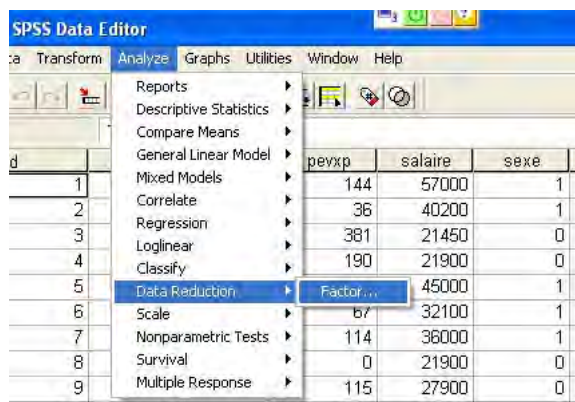 SPSS Data Editor
Transform Analyze Graphs Utilities Window Help
Reports
Descriptive Statistics
Compare Means
General Linear Model
Mixed Models
Correlate
Regression
Loglinear
Classify
Data Reduction Factor...
Scale
Nonparametric Tests
Survival
Multiple Response
d pevxp salaire sexe
1 144 57000 1
2 36 40200 1
3 381 21450 0
4 190 21900 0
5 45000 1
6 67 32100 1
7 114 36000 1
8 0 21900 0
9 115 27900 0